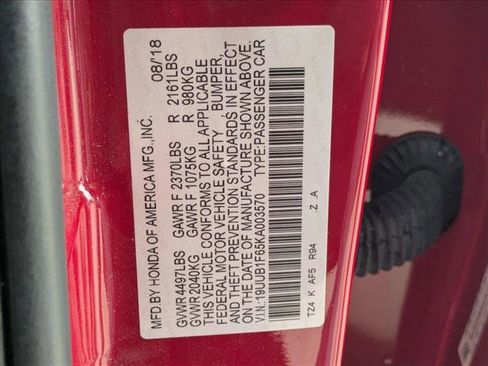 MFD BY HONDA OF AMERICA MFG., INC. 08/'18
GVWR 4497LBS GAWR F 2370LBS R 2161LBS
GVWR 2040KG GAWR F 1075KG R 980KG
THIS VEHICLE CONFORMS TO ALL APPLICABLE
FEDERAL MOTOR VEHICLE SAFETY BUMPER,
AND THEFT PREVENTION STANDARDS IN EFFECT
ON THE DATE OF MANUFACTURE SHOWN ABOVE.
VIN:19UUB1F65KA003570 TYPE:PASSENGER CAR
TZ4 K AF5 R94 Z A